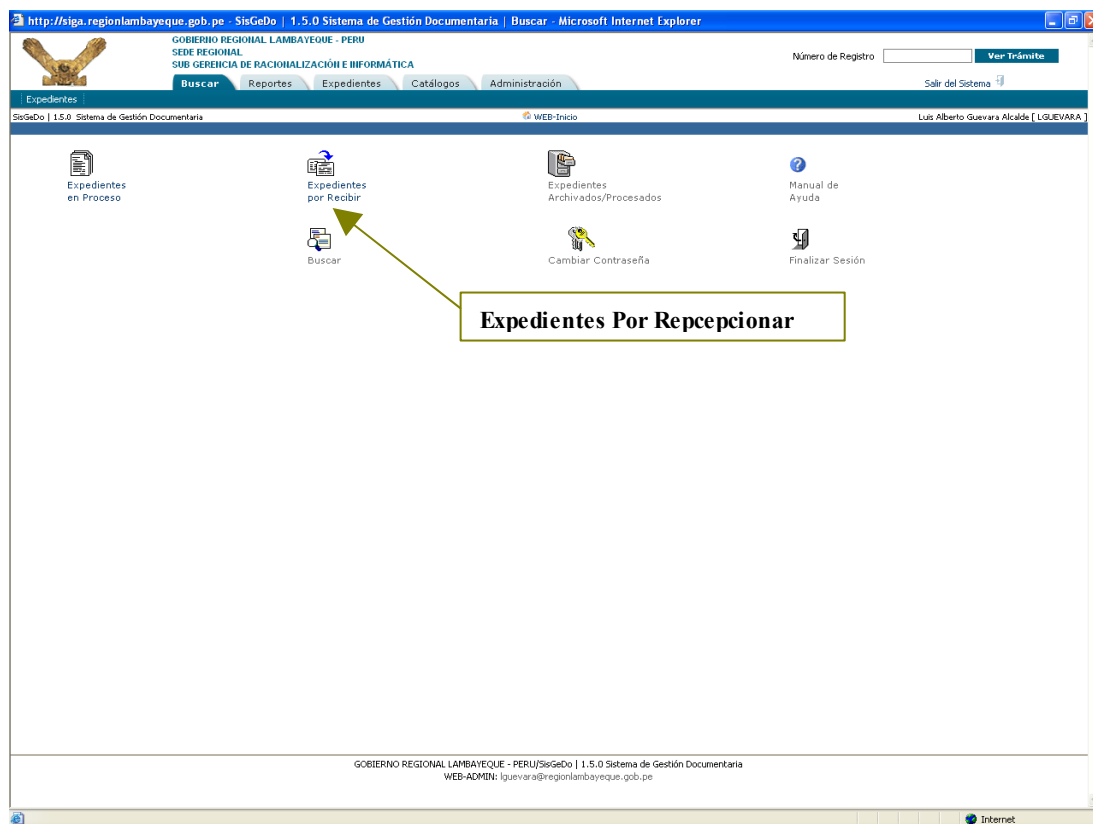 http://siga.regionlambayeque.gob.pe - SisGeDo | 1.5.0 Sistema de Gestión Documentaria | Buscar - Microsoft Internet Explorer
GOBIERNO REGIONAL LAMBAYEQUE - PERU
SEDE REGIONAL
SUB GERENCIA DE RACIONALIZACIÓN E INFORMÁTICA
Número de Registro
Ver Trámite
Buscar Reportes Expedientes Catálogos Administración
Salir del Sistema
Expedientes
SisGeDo | 1.5.0 Sistema de Gestión Documentaria
WEB-Inicio
Luis Alberto Guevara Alcalde [ LGUEVARA ]
Expedientes
en Proceso
Expedientes
por Recibir
Expedientes
Archivados/Procesados
Manual de
Ayuda
Buscar
Cambiar Contraseña
Finalizar Sesión
Expedientes Por Repcepcionar
GOBIERNO REGIONAL LAMBAYEQUE - PERU/SisGeDo | 1.5.0 Sistema de Gestión Documentaria
WEB-ADMIN: lguevara@regionlambayeque.gob.pe
Internet